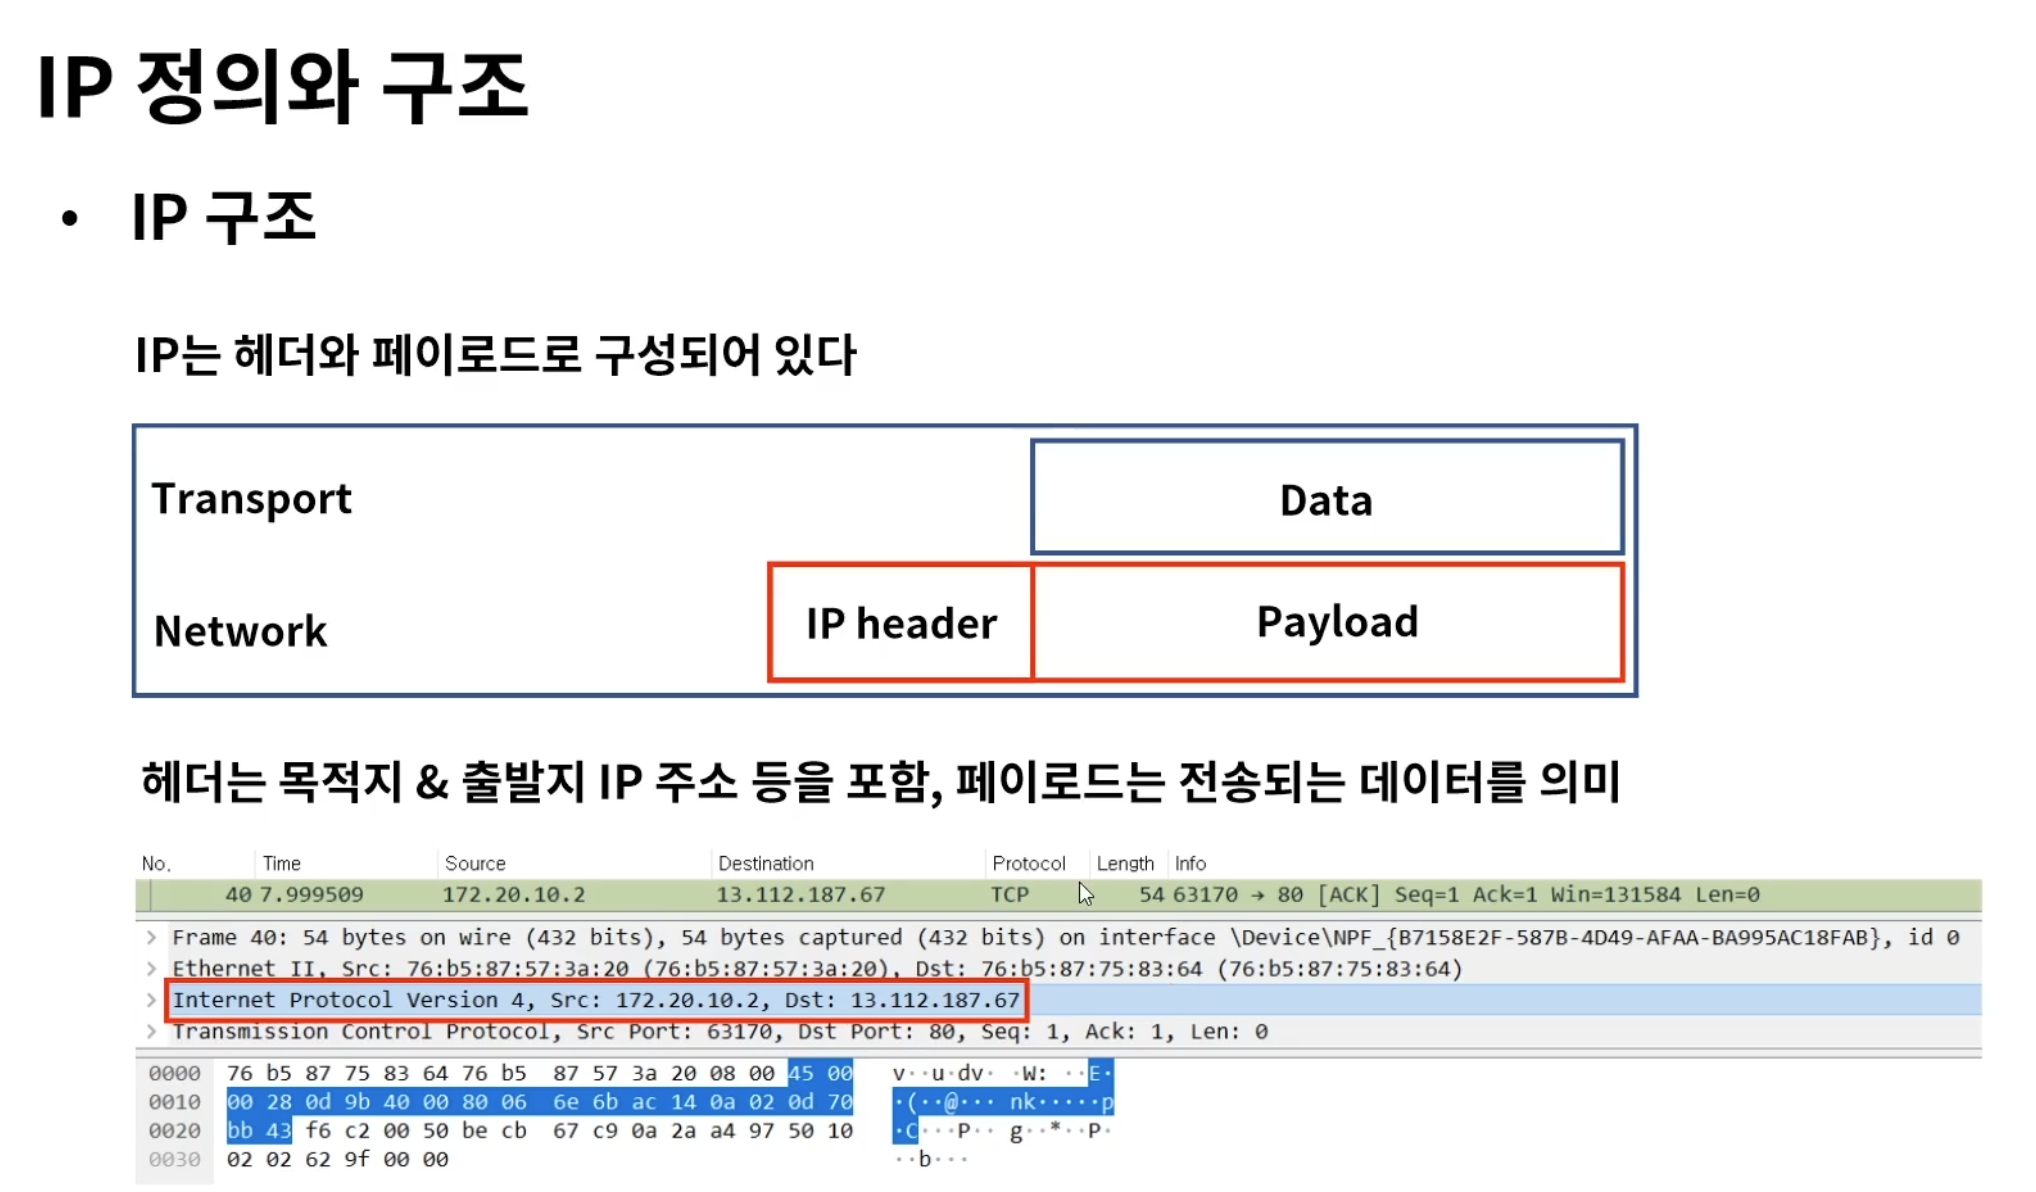 IP 정의와 구조
• IP 구조
IP는 헤더와 페이로드로 구성되어 있다
Transport Data
Network IP header Payload
헤더는 목적지 & 출발지 IP 주소 등을 포함, 페이로드는 전송되는 데이터를 의미
No. Time Source Destination Protocol Length Info
40 7.999509 172.20.10.2 13.112.187.67 TCP 54 63170 → 80 [ACK] Seq=1 Ack=1 Win=131584 Len=0
Frame 40: 54 bytes on wire (432 bits), 54 bytes captured (432 bits) on interface \Device\NPF_{B7158E2F-587B-4D49-AFAA-BA995AC18FAB}, id 0
Ethernet II, Src: 76:b5:87:57:3a:20 (76:b5:87:57:3a:20), Dst: 76:b5:87:75:83:64 (76:b5:87:75:83:64)
Internet Protocol Version 4, Src: 172.20.10.2, Dst: 13.112.187.67
Transmission Control Protocol, Src Port: 63170, Dst Port: 80, Seq: 1, Ack: 1, Len: 0
0000 76 b5 87 75 83 64 76 b5 87 57 3a 20 08 00 45 00 v··u·dv· ·W: ··E·
0010 00 28 0d 9b 40 00 80 06 6e 6b ac 14 0a 02 0d 70 ·(··@··· nk·····p
0020 bb 43 f6 c2 00 50 be cb 67 c9 0a 2a a4 97 50 10 ·C···P·· g··*··P·
0030 02 02 62 9f 00 00 ··b···